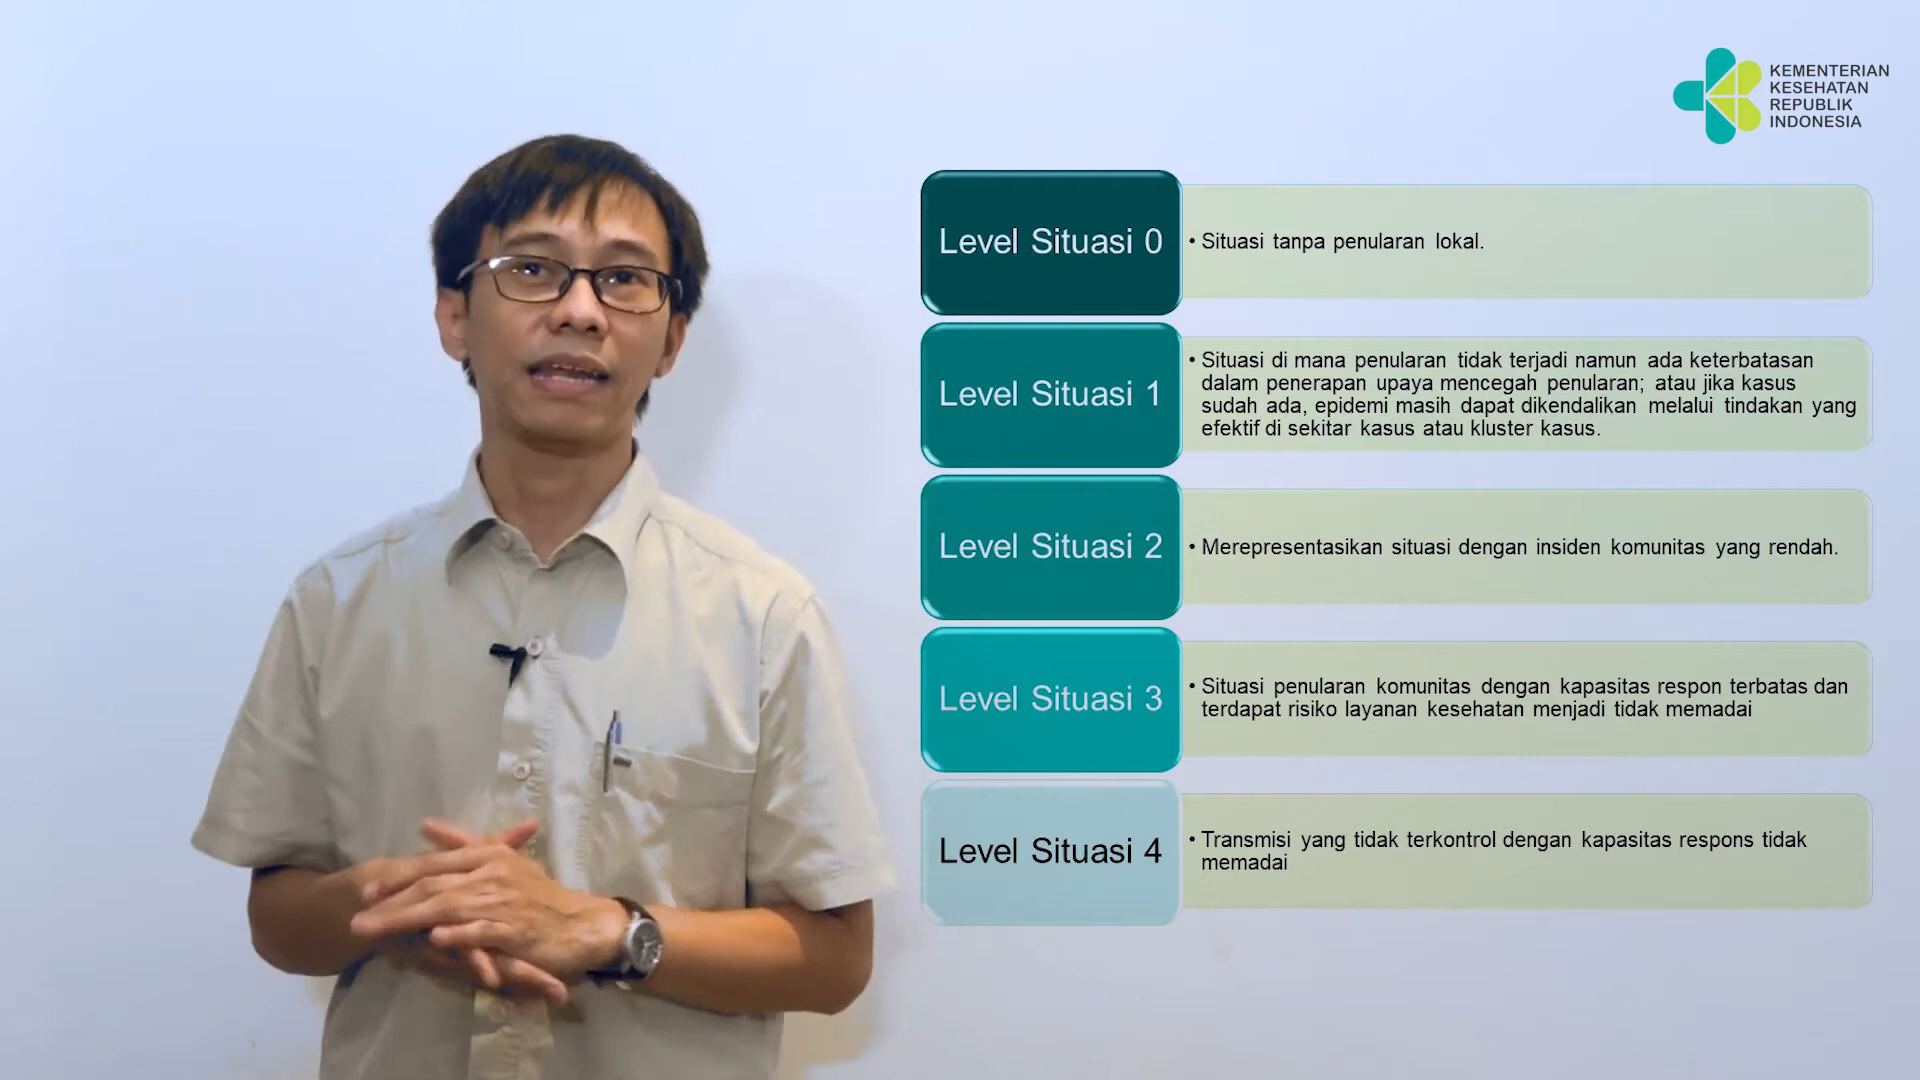 KEMENTERIAN
KESEHATAN
REPUBLIK
INDONESIA
Level Situasi 0
• Situasi tanpa penularan lokal.
Level Situasi 1
• Situasi di mana penularan tidak terjadi namun ada keterbatasan
dalam penerapan upaya mencegah penularan; atau jika kasus
sudah ada, epidemi masih dapat dikendalikan melalui tindakan yang
efektif di sekitar kasus atau kluster kasus.
Level Situasi 2
• Merepresentasikan situasi dengan insiden komunitas yang rendah.
Level Situasi 3
• Situasi penularan komunitas dengan kapasitas respon terbatas dan
terdapat risiko layanan kesehatan menjadi tidak memadai
Level Situasi 4
• Transmisi yang tidak terkontrol dengan kapasitas respons tidak
memadai